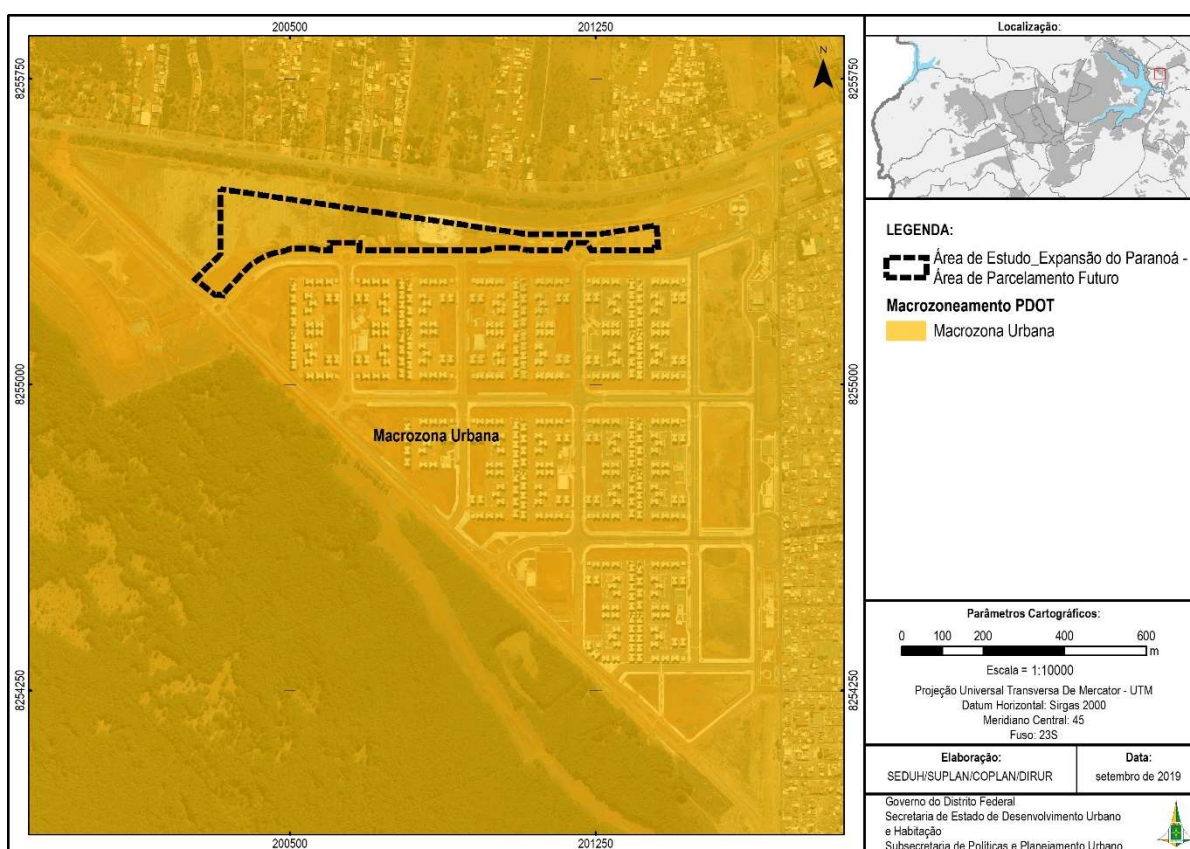 200500
201250
N
8255750
8255750
8255000
8255000
8254250
8254250
Macrozona Urbana
200500
201250
Localização:
LEGENDA:
Área de Estudo_Expansão do Paranoá -
Área de Parcelamento Futuro
Macrozoneamento PDOT
Macrozona Urbana
Parâmetros Cartográficos:
0 100 200 400 600
m
Escala = 1:10000
Projeção Universal Transversa De Mercator - UTM
Datum Horizontal: Sirgas 2000
Meridiano Central: 45
Fuso: 23S
Elaboração:
SEDUH/SUPLAN/COPLAN/DIRUR
Data:
setembro de 2019
Governo do Distrito Federal
Secretaria de Estado de Desenvolvimento Urbano
e Habitação
Subsecretaria de Políticas e Planejamento Urbano